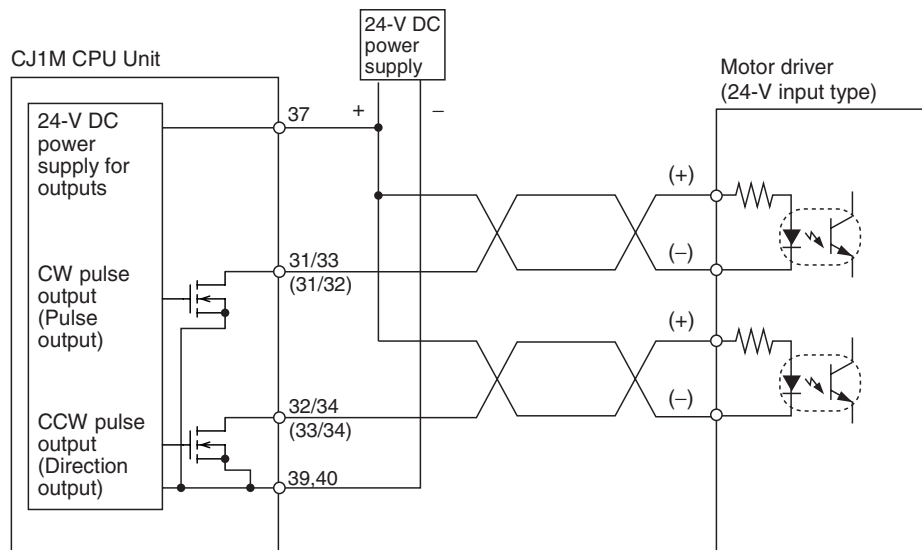 24-V DC
power
supply
CJ1M CPU Unit
Motor driver
(24-V input type)
24-V DC
power
supply for
outputs
37
+
−
(+)
(−)
CW pulse
output
(Pulse
output)
31/33
(31/32)
(+)
(−)
CCW pulse
output
(Direction
output)
32/34
(33/34)
39,40